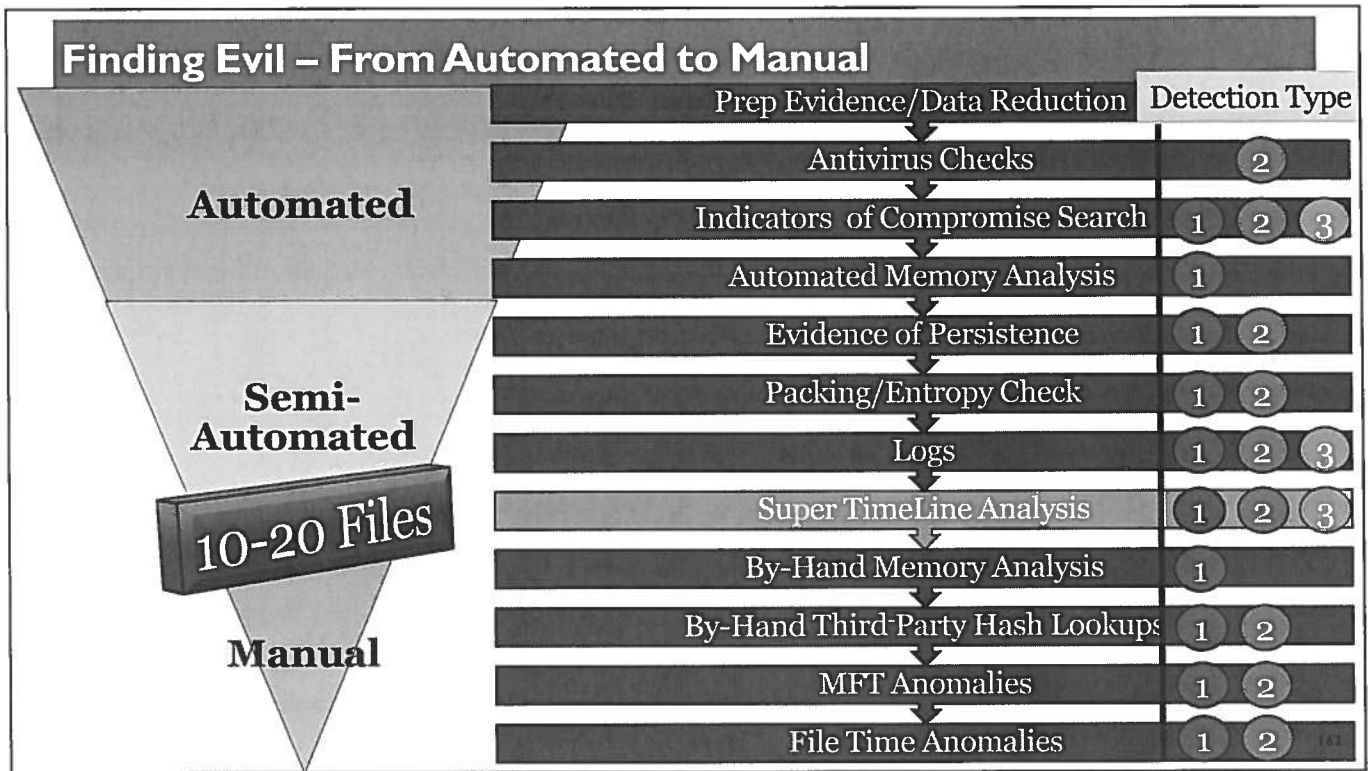 Finding Evil – From Automated to Manual
Prep Evidence/Data Reduction Detection Type
Antivirus Checks 2
Automated
Indicators of Compromise Search 1 2 3
Automated Memory Analysis 1
Evidence of Persistence 1 2
Semi-
Automated
Packing/Entropy Check 1 2
Logs 1 2 3
10-20 Files
Super TimeLine Analysis 1 2 3
By-Hand Memory Analysis 1
By-Hand Third-Party Hash Lookups 1 2
Manual
MFT Anomalies 1 2
File Time Anomalies 1 2
162